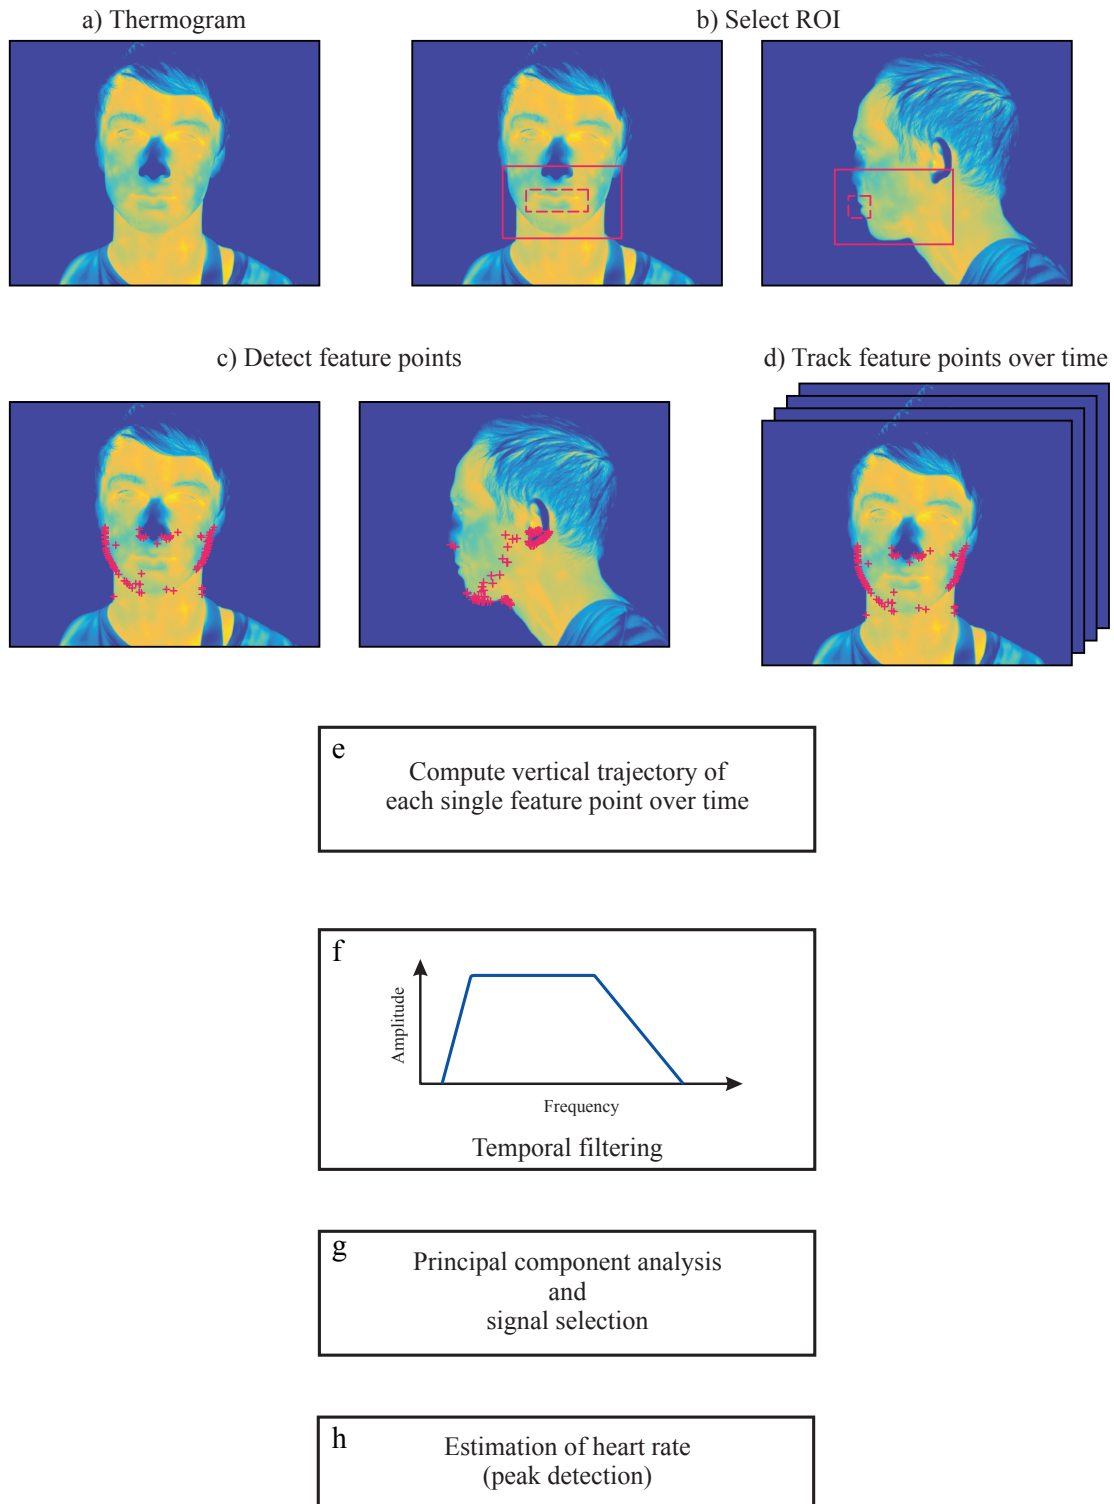 a) Thermogram
b) Select ROI
c) Detect feature points
d) Track feature points over time
e
Compute vertical trajectory of
each single feature point over time
f
Amplitude
Frequency
Temporal filtering
g
Principal component analysis
and
signal selection
h
Estimation of heart rate
(peak detection)